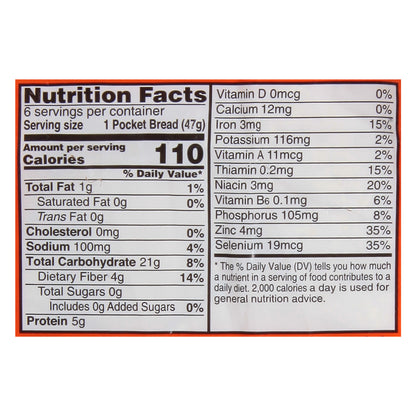 Nutrition Facts
6 servings per container
Serving size 1 Pocket Bread (47g)
Amount per serving
Calories 110
% Daily Value*
Total Fat 1g 1%
Saturated Fat 0g 0%
Trans Fat 0g
Cholesterol 0mg 0%
Sodium 100mg 4%
Total Carbohydrate 21g 8%
Dietary Fiber 4g 14%
Total Sugars 0g
Includes 0g Added Sugars 0%
Protein 5g
Vitamin D 0mcg 0%
Calcium 12mg 0%
Iron 3mg 15%
Potassium 116mg 2%
Vitamin A 11mcg 2%
Thiamin 0.2mg 15%
Niacin 3mg 20%
Vitamin B6 0.1mg 6%
Phosphorus 105mg 8%
Zinc 4mg 35%
Selenium 19mcg 35%
* The % Daily Value (DV) tells you how much
a nutrient in a serving of food contributes to a
daily diet. 2,000 calories a day is used for
general nutrition advice.